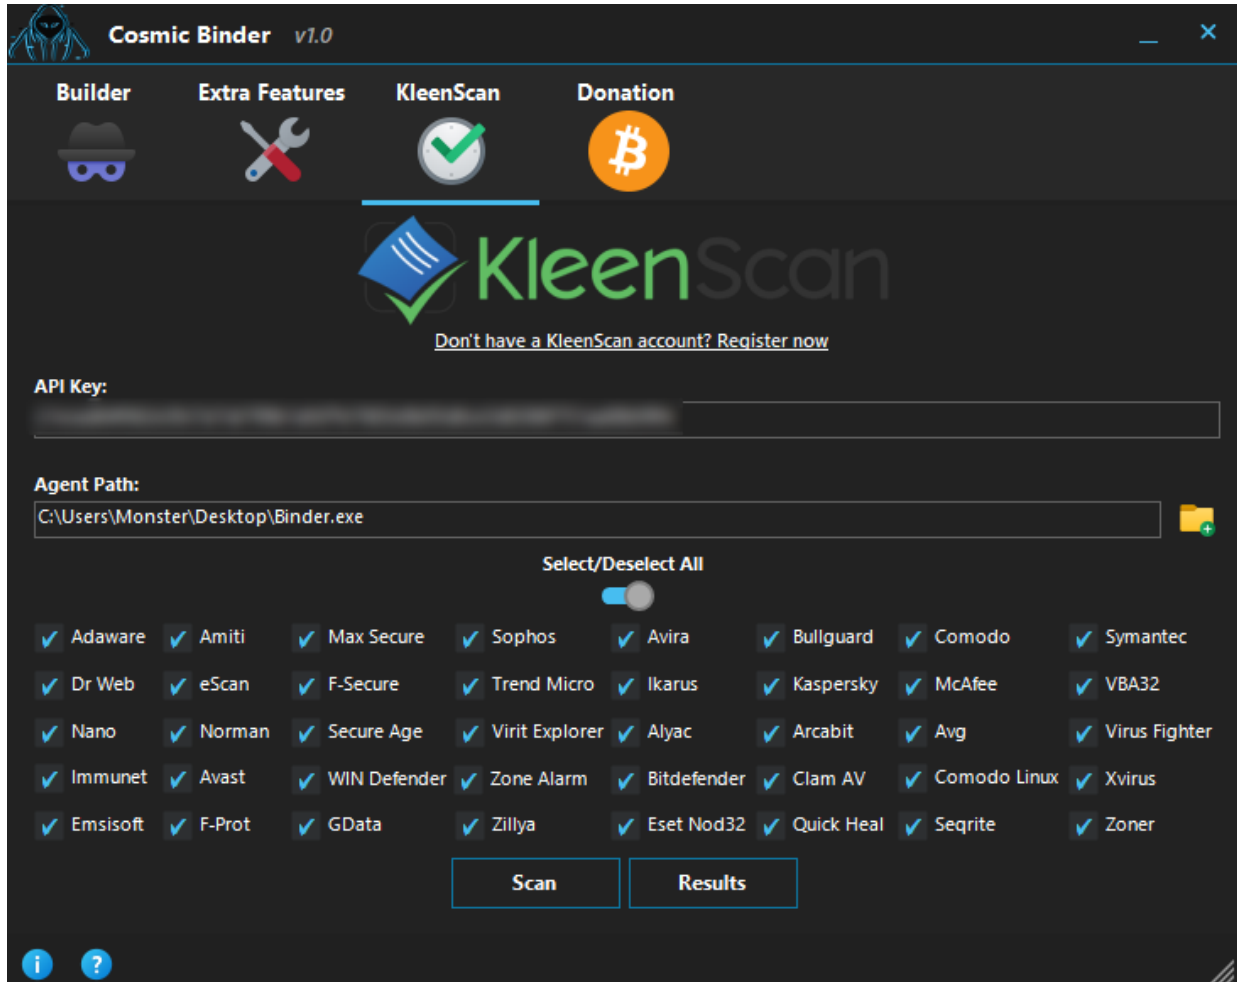 Cosmic Binder v1.0
Builder Extra Features KleenScan Donation
KleenScan
Don't have a KleenScan account? Register now
API Key:
Agent Path:
C:\Users\Monster\Desktop\Binder.exe
Select/Deselect All
Adaware Amiti Max Secure Sophos Avira Bullguard Comodo Symantec
Dr Web eScan F-Secure Trend Micro Ikarus Kaspersky McAfee VBA32
Nano Norman Secure Age Virit Explorer Alyac Arcabit Avg Virus Fighter
Immunet Avast WIN Defender Zone Alarm Bitdefender Clam AV Comodo Linux Xvirus
Emsisoft F-Prot GData Zillya Eset Nod32 Quick Heal Seqrite Zoner
Scan Results